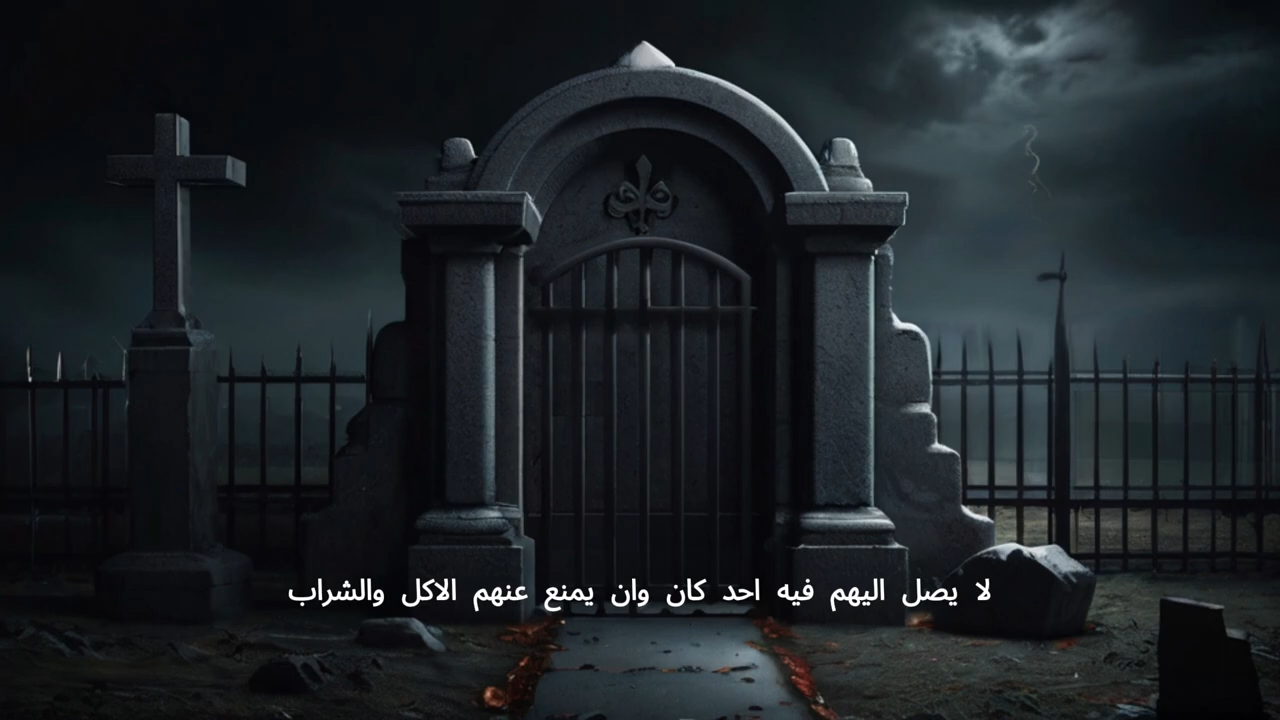 لا يصل اليهم فيه احد كان وان يمنع عنهم الاكل والشراب